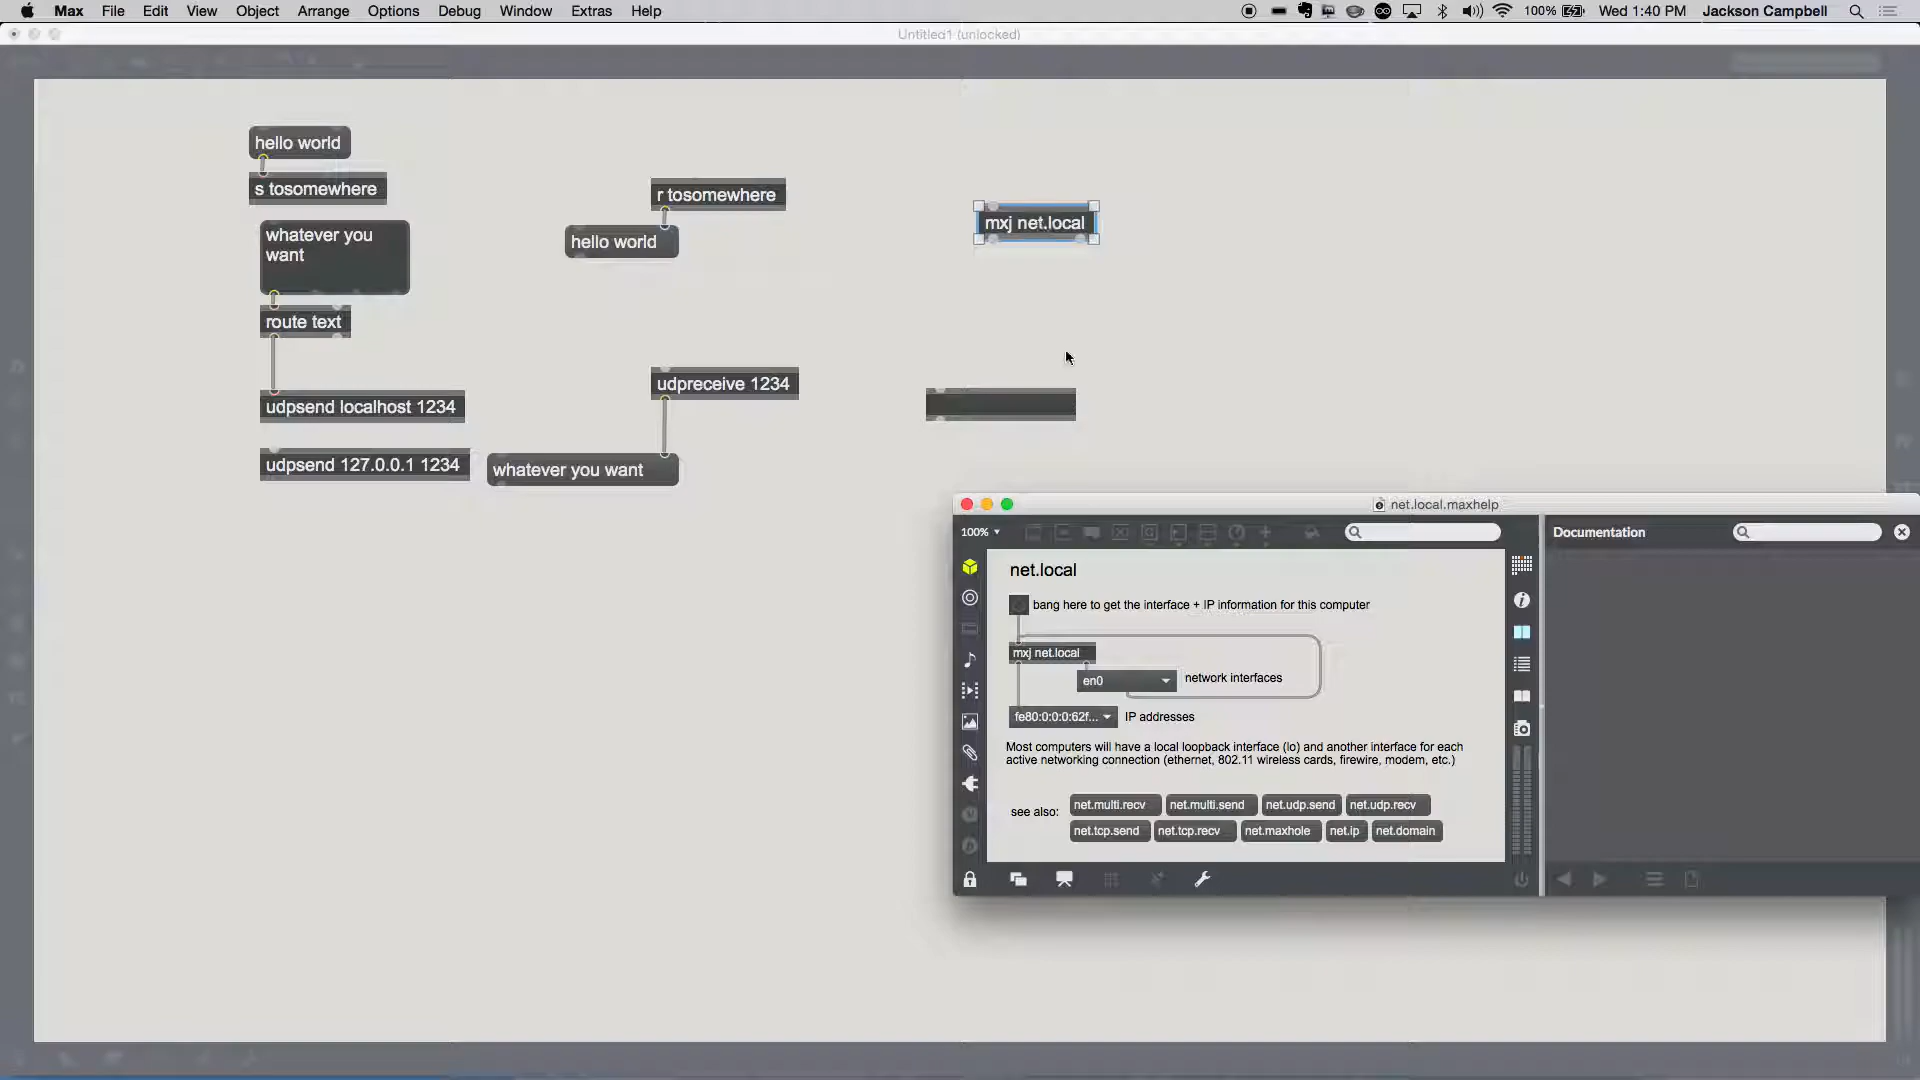 Max File Edit View Object Arrange Options Debug Window Extras Help
100% Wed 1:40 PM Jackson Campbell
Untitled1 (unlocked)
hello world
s tosomewhere
whatever you
want
route text
udpsend localhost 1234
udpsend 127.0.0.1 1234
r tosomewhere
hello world
udpreceive 1234
whatever you want
mxj net.local
net.local.maxhelp
100%
Documentation
net.local
bang here to get the interface + IP information for this computer
mxj net.local
en0
network interfaces
fe80:0:0:0:62f...
IP addresses
Most computers will have a local loopback interface (lo) and another interface for each
active networking connection (ethernet, 802.11 wireless cards, firewire, modem, etc.)
see also:
net.multi.recv net.multi.send net.udp.send net.udp.recv
net.tcp.send net.tcp.recv net.maxhole net.ip net.domain